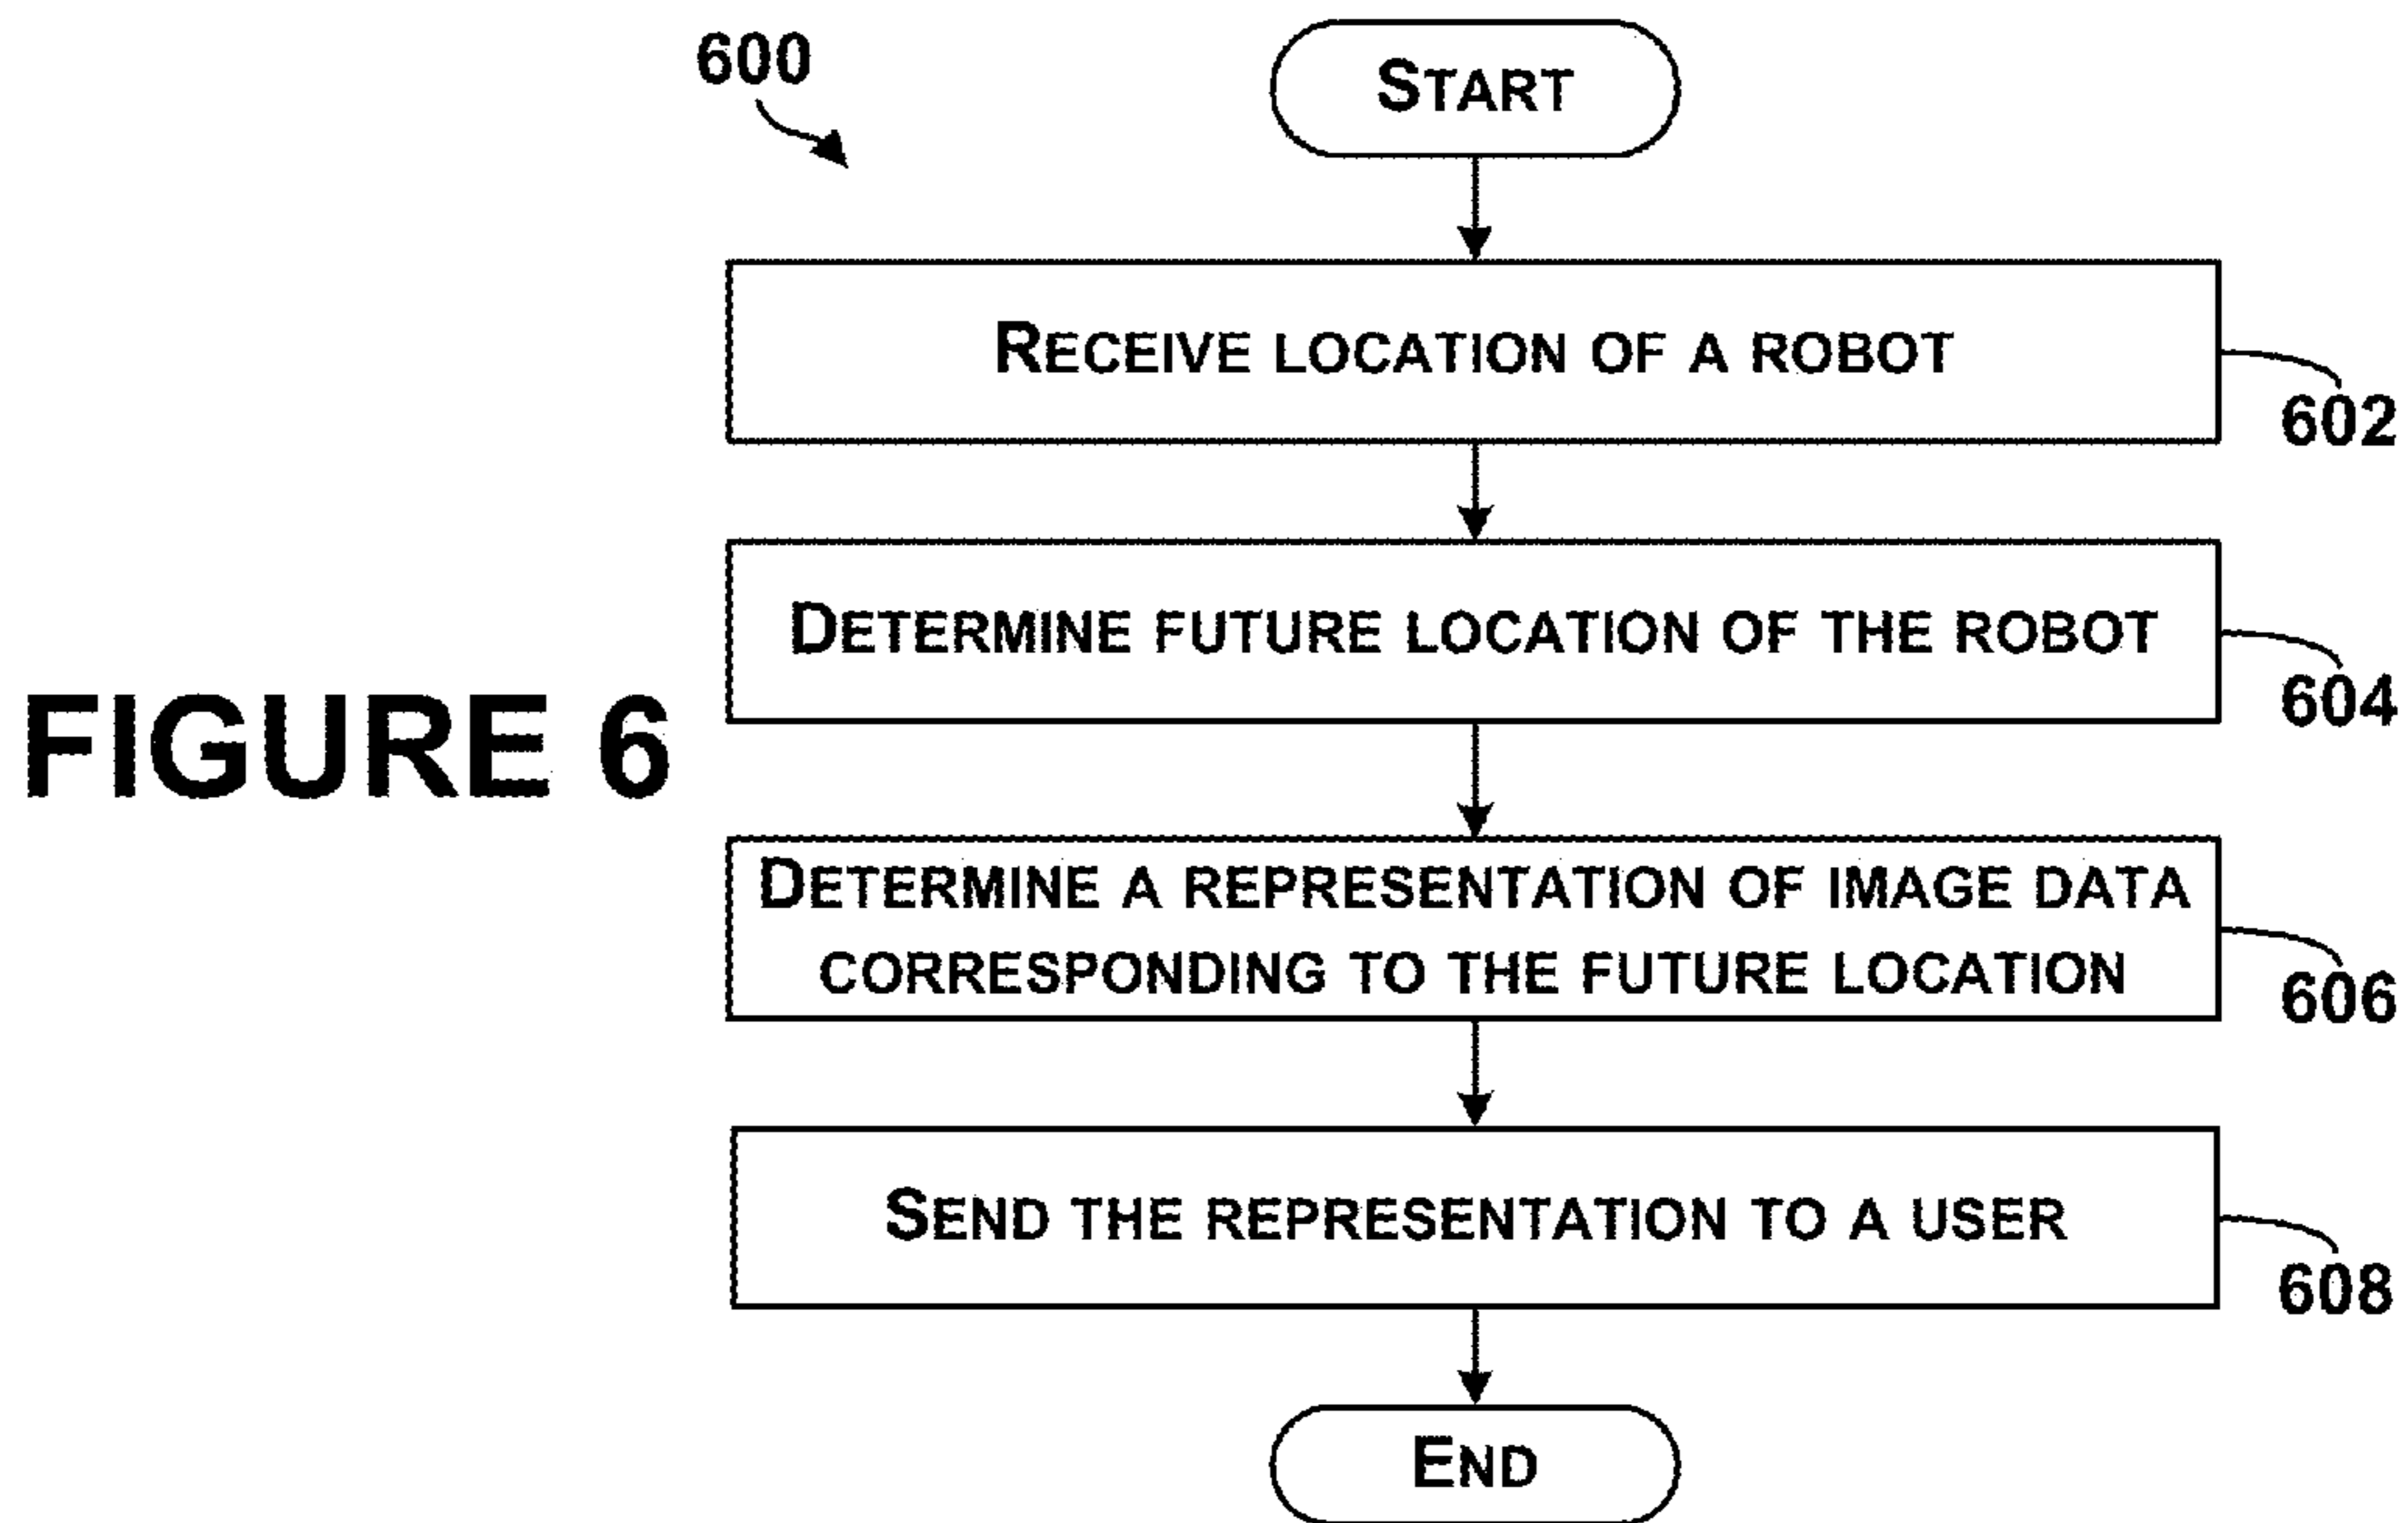 600
START
RECEIVE LOCATION OF A ROBOT
602
DETERMINE FUTURE LOCATION OF THE ROBOT
604
FIGURE 6
DETERMINE A REPRESENTATION OF IMAGE DATA
CORRESPONDING TO THE FUTURE LOCATION
606
SEND THE REPRESENTATION TO A USER
608
END